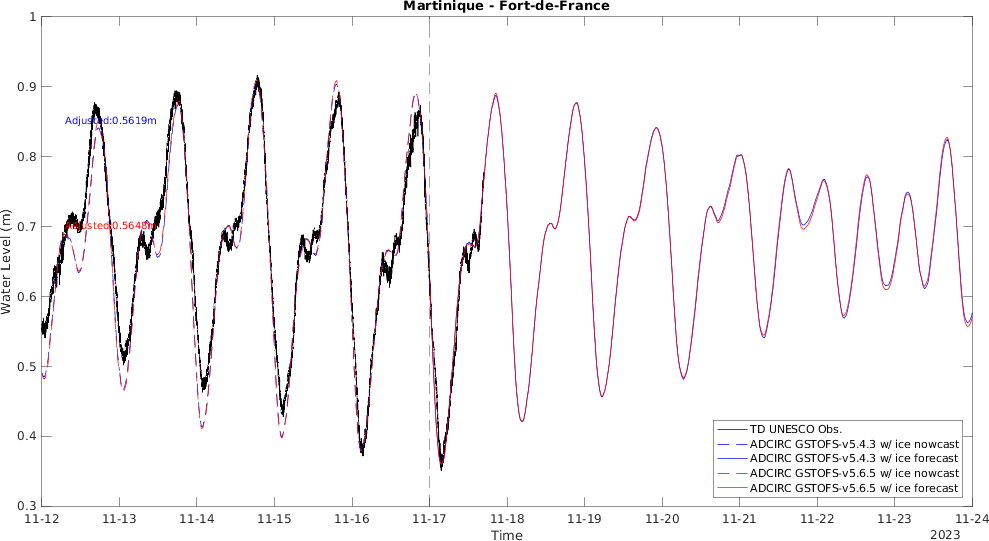 Martinique - Fort-de-France
1
0.9
0.8
0.7
0.6
0.5
0.4
0.3
Water Level (m)
Adjusted:0.5619m
Adjusted:0.5648m
TD UNESCO Obs.
ADCIRC GSTOFS-v5.4.3 w/ ice nowcast
ADCIRC GSTOFS-v5.4.3 w/ ice forecast
ADCIRC GSTOFS-v5.6.5 w/ ice nowcast
ADCIRC GSTOFS-v5.6.5 w/ ice forecast
11-12 11-13 11-14 11-15 11-16 11-17 11-18 11-19 11-20 11-21 11-22 11-23 11-24
Time
2023